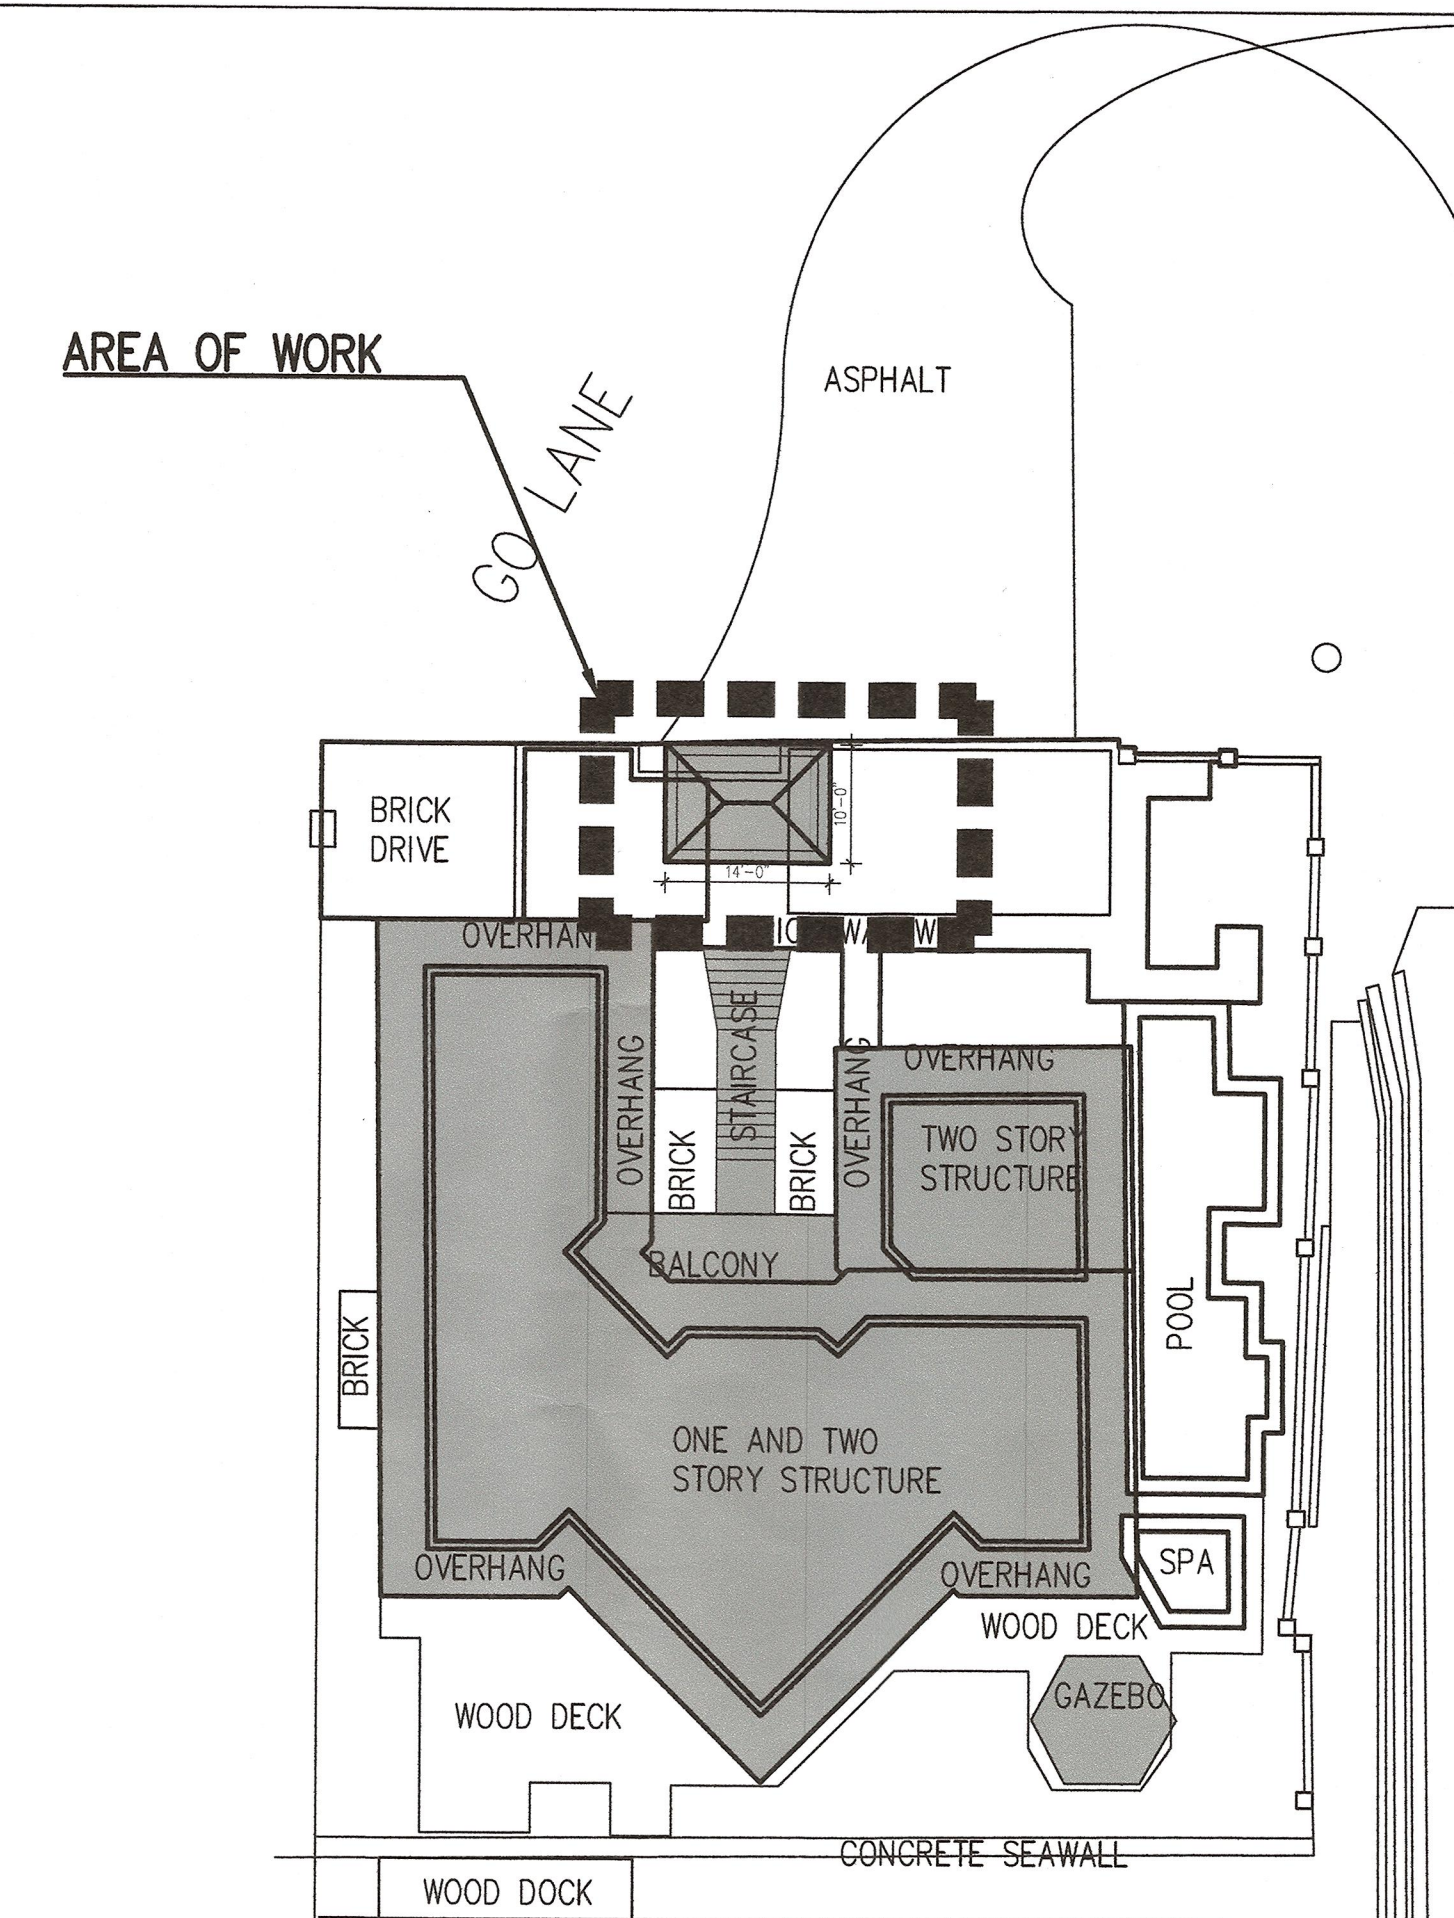 AREA OF WORK
GO LANE
ASPHALT
BRICK
DRIVE
10'-0"
14'-0"
OVERHAN
OVERHANG
STAIRCASE
BRICK
BRICK
OVERHANG
OVERHANG
TWO STORY
STRUCTURE
BALCONY
BRICK
POOL
ONE AND TWO
STORY STRUCTURE
OVERHANG
OVERHANG
SPA
WOOD DECK
GAZEBO
WOOD DECK
CONCRETE SEAWALL
WOOD DOCK